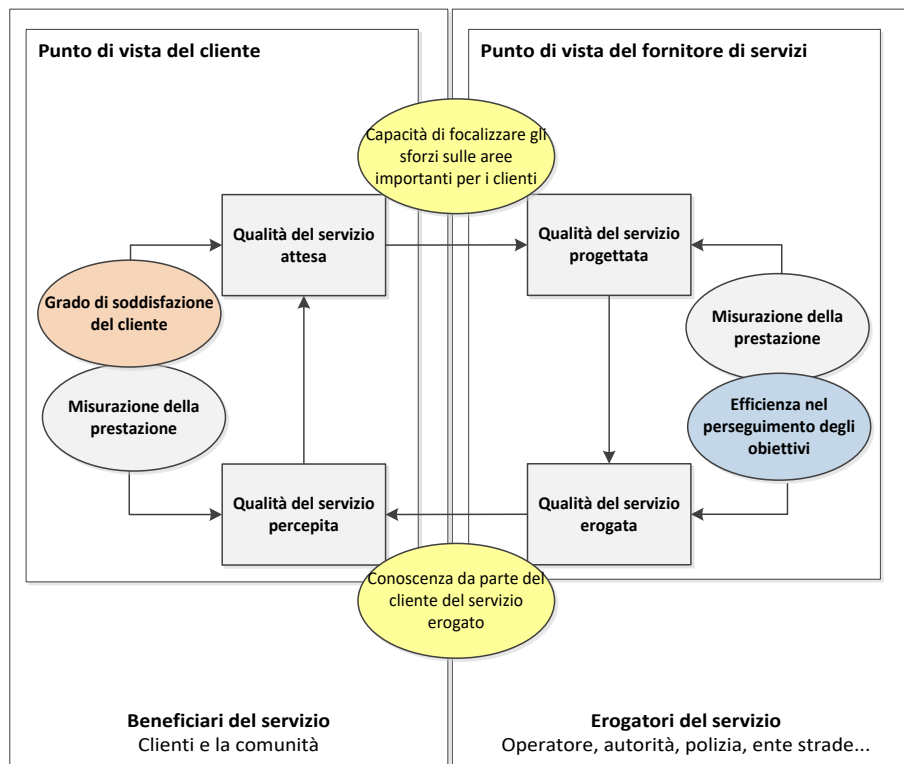 Punto di vista del cliente
Punto di vista del fornitore di servizi
Capacità di focalizzare gli
sforzi sulle aree
importanti per i clienti
Qualità del servizio
attesa
Qualità del servizio
progettata
Grado di soddisfazione
del cliente
Misurazione della
prestazione
Misurazione della
prestazione
Efficienza nel
perseguimento degli
obiettivi
Qualità del servizio
percepita
Qualità del servizio
erogata
Conoscenza da parte del
cliente del servizio
erogato
Beneficiari del servizio
Clienti e la comunità
Erogatori del servizio
Operatore, autorità, polizia, ente strade...